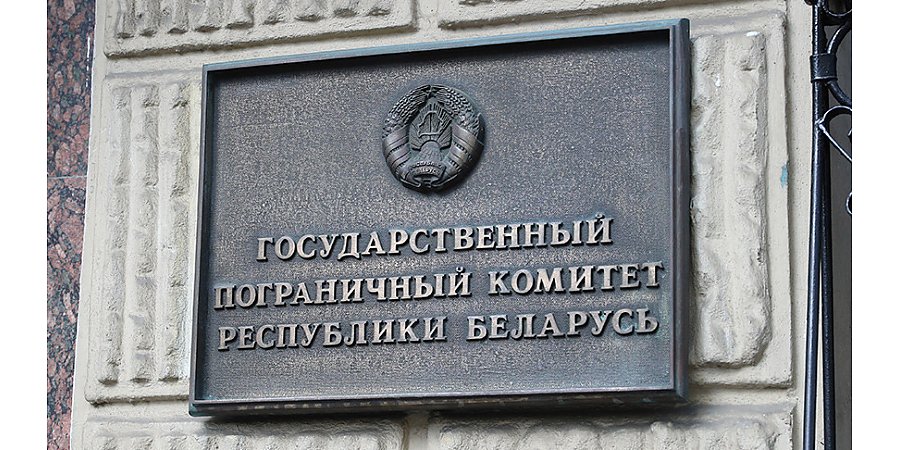 ГОСУДАРСТВЕННЫЙ
ПОГРАНИЧНЫЙ КОМИТЕТ
РЕСПУБЛИКИ БЕЛАРУСЬ